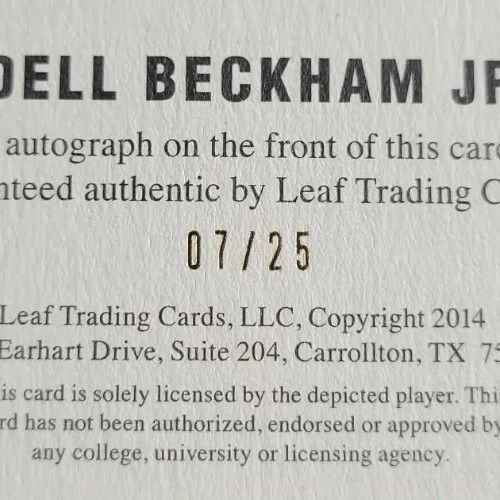 DELL BECKHAM JR
autograph on the front of this card
nteed authentic by Leaf Trading C
07/25
Leaf Trading Cards, LLC, Copyright 2014
Earhart Drive, Suite 204, Carrollton, TX 75
is card is solely licensed by the depicted player. This
rd has not been authorized, endorsed or approved by
any college, university or licensing agency.